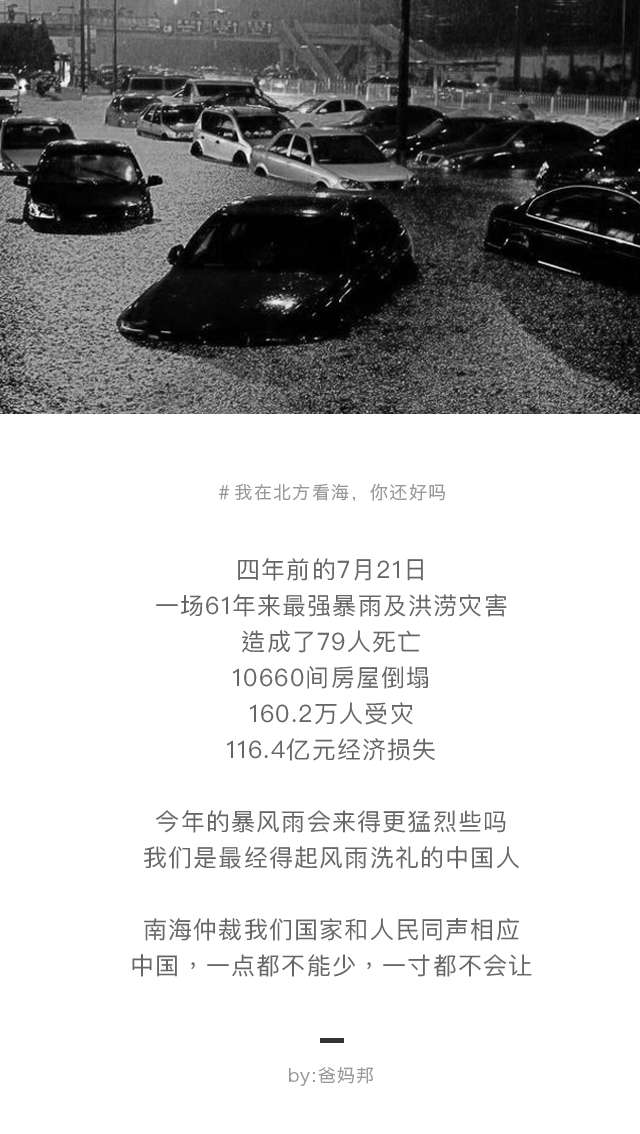 # 我在北方看海，你还好吗
四年前的7月21日
一场61年来最强暴雨及洪涝灾害
造成了79人死亡
10660间房屋倒塌
160.2万人受灾
116.4亿元经济损失
今年的暴风雨会来得更猛烈些吗
我们是最经得起风雨洗礼的中国人
南海仲裁我们国家和人民同声相应
中国，一点都不能少，一寸都不会让
by:爸妈邦